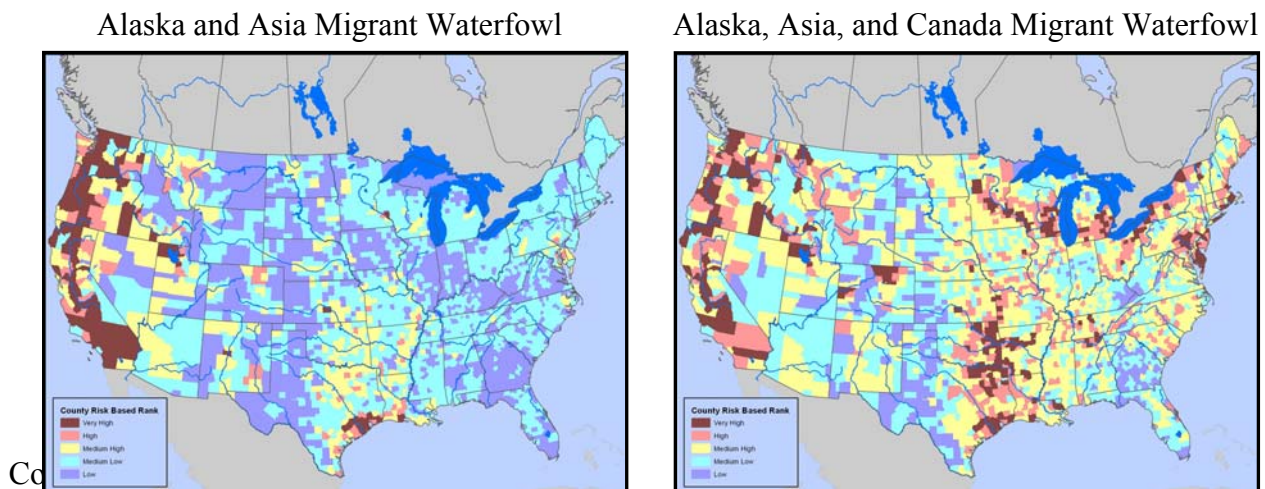 Alaska and Asia Migrant Waterfowl
Alaska, Asia, and Canada Migrant Waterfowl
County Risk Based Rank
Very High
High
Medium High
Medium Low
Low
County Risk Based Rank
Very High
High
Medium High
Medium Low
Low